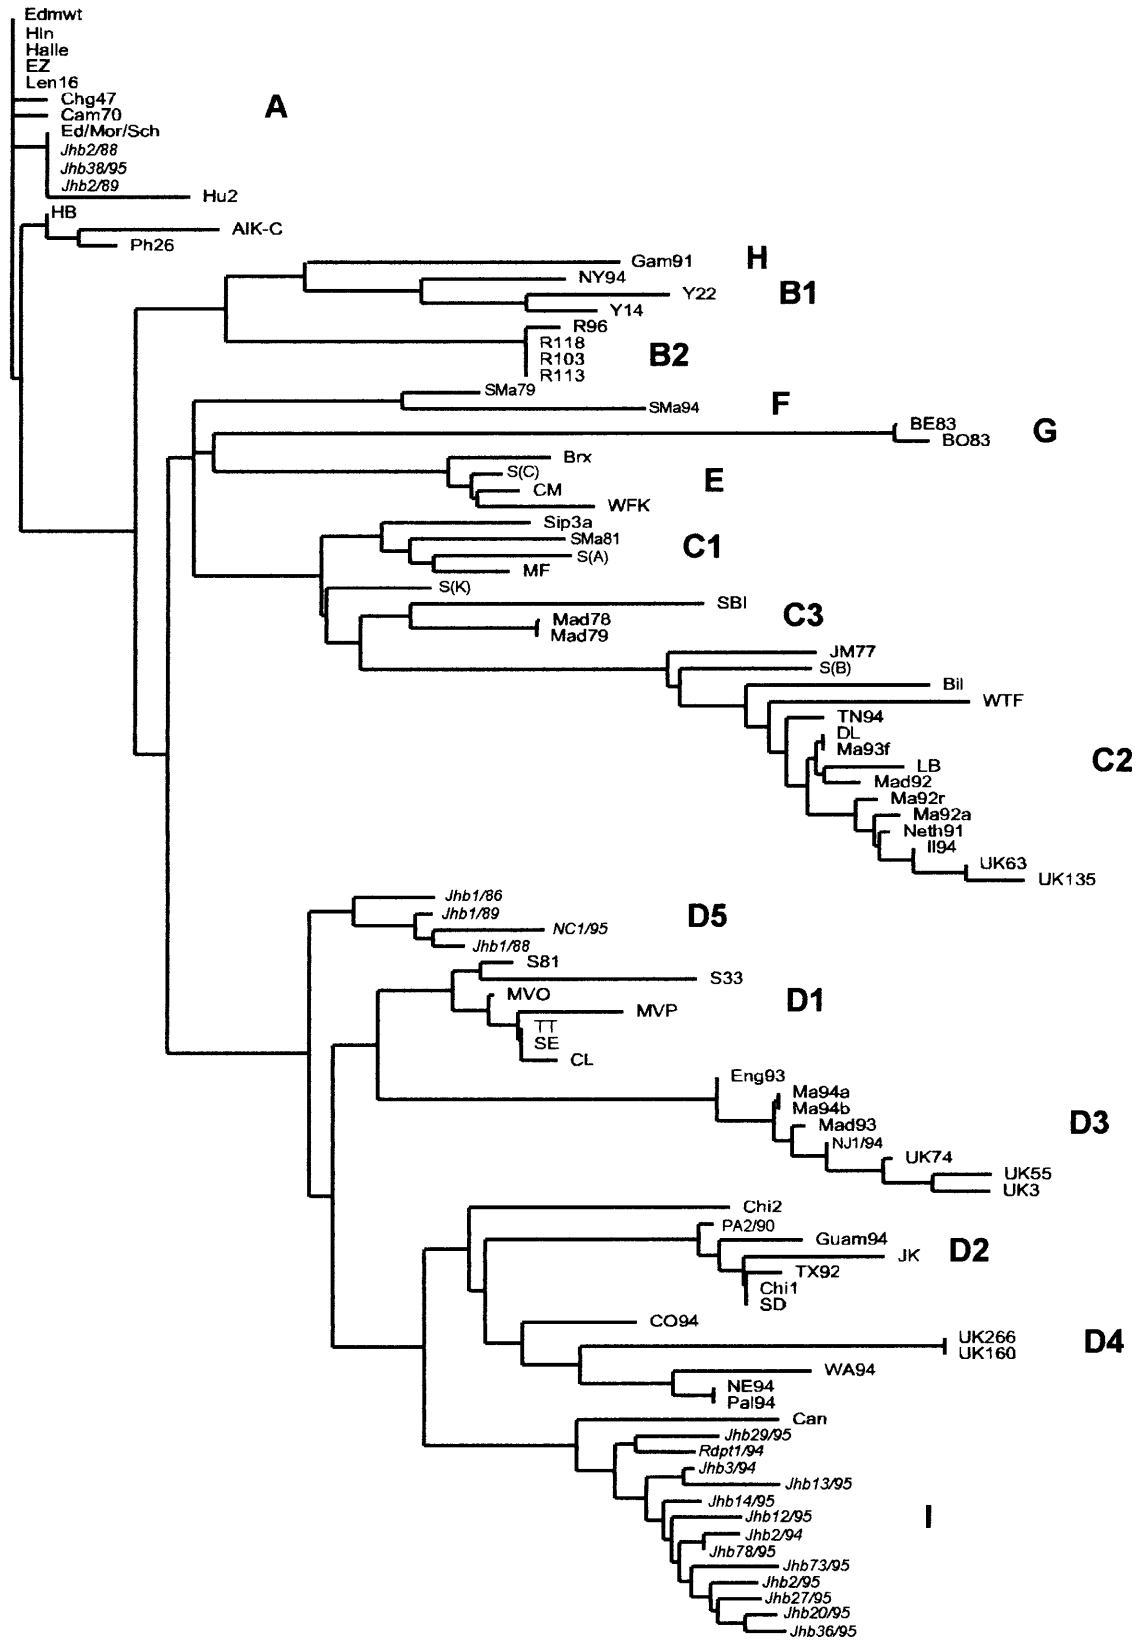 Edmwt
Hln
Halle
EZ
Len16
Chg47
A
Cam70
Ed/Mor/Sch
Jhb2/88
Jhb38/95
Jhb2/89
Hu2
HB
AIK-C
Ph26
H
Gam91
NY94
B1
Y22
Y14
R96
R118
B2
R103
R113
SMa79
F
SMa94
BE83
G
BO83
Brx
S(C)
E
CM
WFK
Sip3a
SMa81
C1
S(A)
MF
S(K)
SBI
C3
Mad78
Mad79
JM77
S(B)
Bil
WTF
TN94
DL
Ma93f
C2
LB
Mad92
Ma92r
Ma92a
Neth91
Il94
UK63
UK135
Jhb1/86
Jhb1/89
D5
NC1/95
Jhb1/88
S81
S33
MVO
D1
MVP
TT
SE
CL
Eng93
Ma94a
Ma94b
Mad93
D3
NJ1/94
UK74
UK55
UK3
Chi2
PA2/90
Guam94
D2
JK
TX92
Chi1
SD
CO94
UK266
D4
UK160
WA94
NE94
Pal94
Can
Jhb29/95
Rdpt1/94
Jhb3/94
Jhb13/95
Jhb14/95
Jhb12/95
I
Jhb2/94
Jhb78/95
Jhb73/95
Jhb2/95
Jhb27/95
Jhb20/95
Jhb36/95